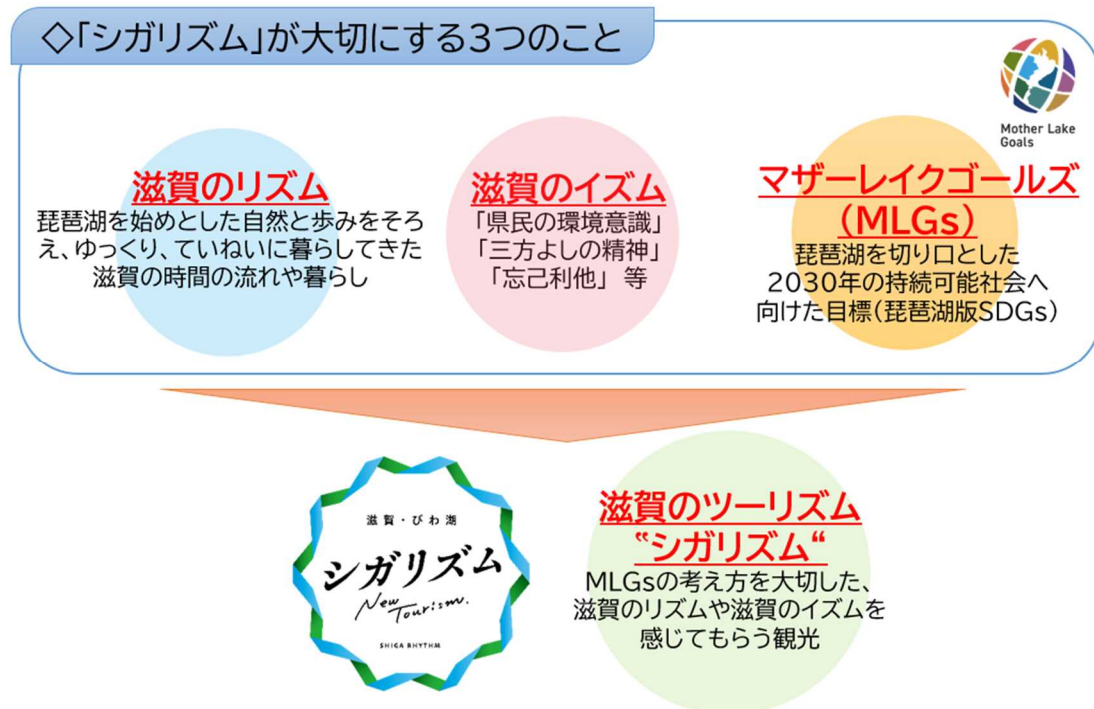 ◇「シガリズム」が大切にする3つのこと
Mother Lake
Goals
滋賀のリズム
琵琶湖を始めとした自然と歩みをそろ
え、ゆっくり、ていねいに暮らしてきた
滋賀の時間の流れや暮らし
滋賀のイズム
「県民の環境意識」
「三方よしの精神」
「忘己利他」 等
マザーレイクゴールズ
(MLGs)
琵琶湖を切り口とした
2030年の持続可能社会へ
向けた目標(琵琶湖版SDGs)
滋賀・びわ湖
シガリズム
New
Tourism.
SHIGA RHYTHM
滋賀のツーリズム
“シガリズム“
MLGsの考え方を大切した、
滋賀のリズムや滋賀のイズムを
感じてもらう観光